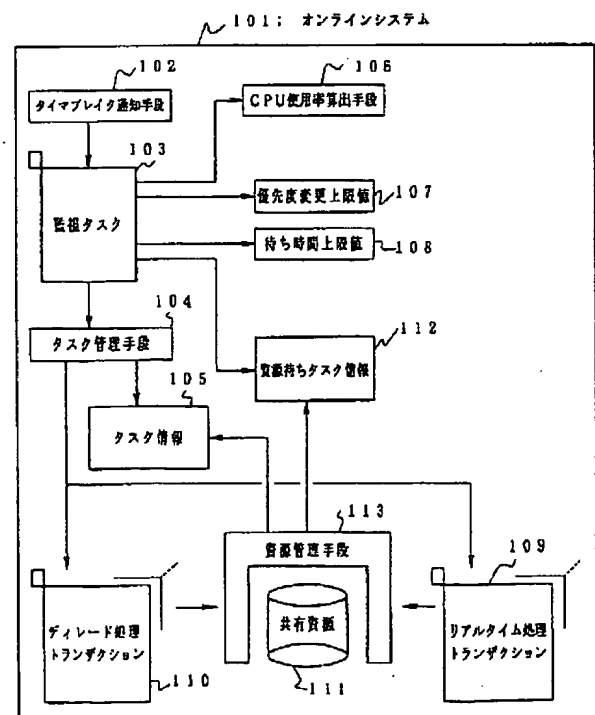 101; オンラインシステム
102
タイマブレイク通知手段
106
CPU使用率算出手段
103
監視タスク
優先度変更上限値
107
待ち時間上限値
108
104
タスク管理手段
112
資源待ちタスク情報
105
タスク情報
113
資源管理手段
109
ディレード処理
トランザクション
共有資源
リアルタイム処理
トランザクション
110
111